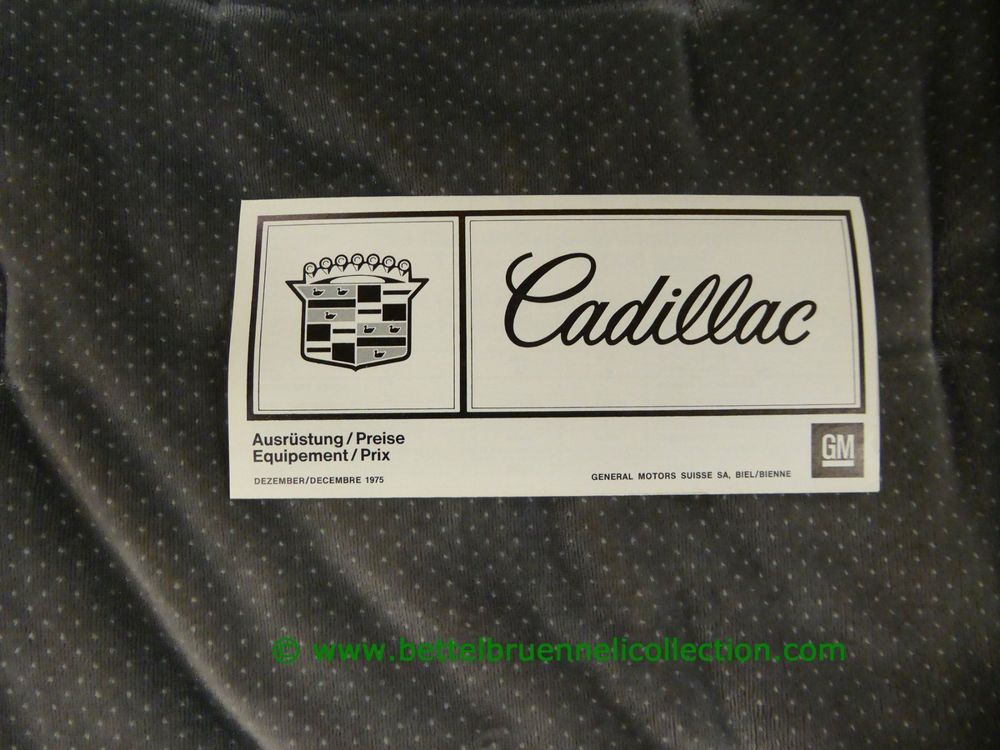 Cadillac
Ausrüstung / Preise
Equipement / Prix
DEZEMBER/DECEMBRE 1975
GENERAL MOTORS SUISSE SA, BIEL/BIENNE
GM
© www.bettelbruennelicollection.com